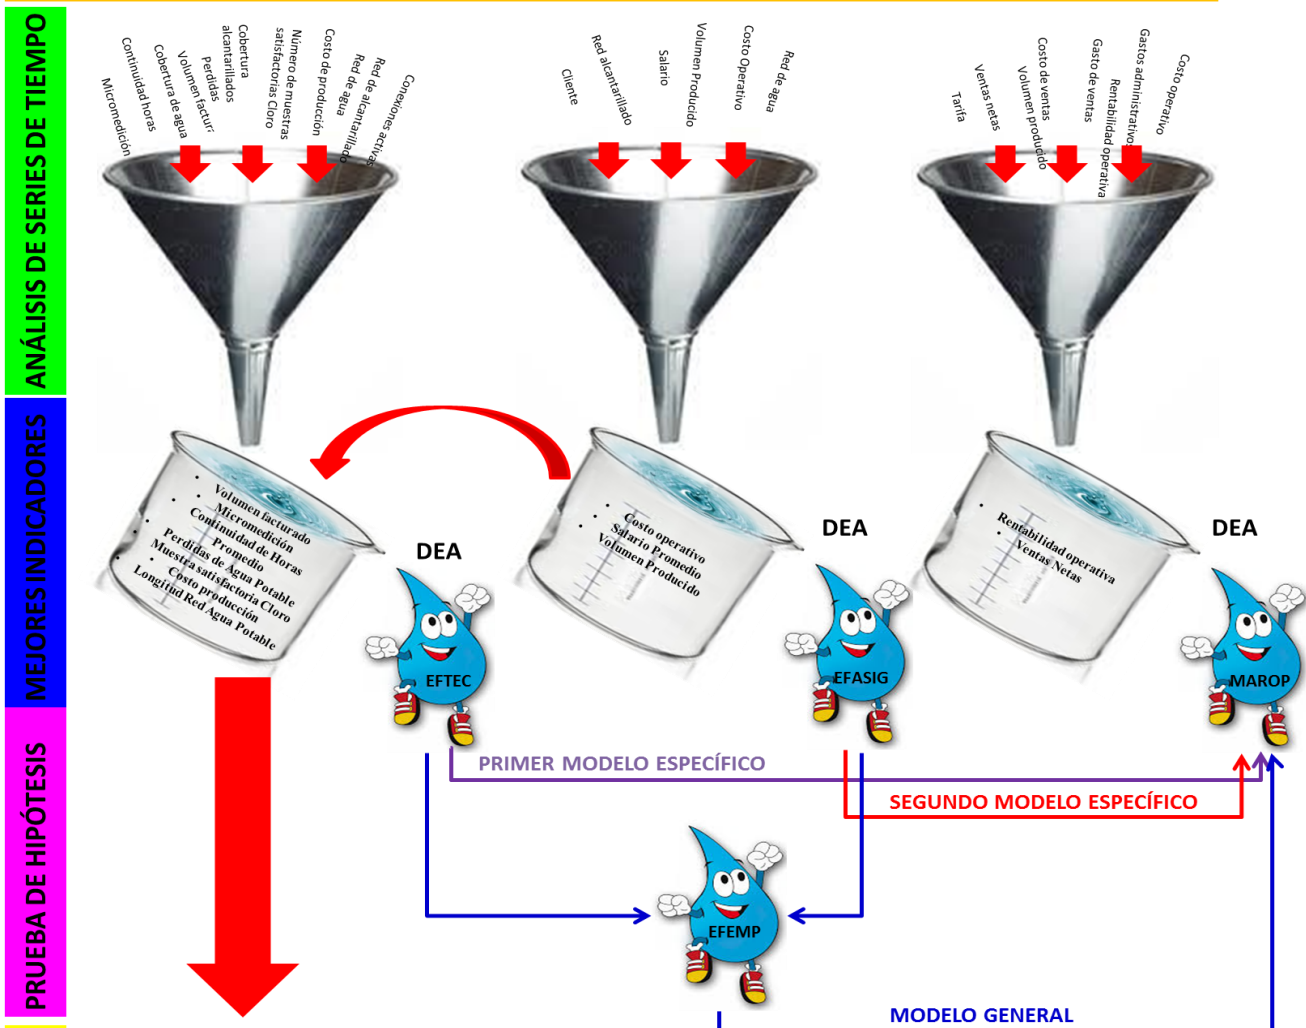 ANÁLISIS DE SERIES DE TIEMPO
Micromedición
Continuidad horas
Cobertura de agua
Volumen factur
Perdidas
Cobertura
alcantarillados
Número de muestras
satisfactorias Cloro
Costo de producción
Red de agua
Red de alcantarillado
Conexiones activas
Cliente
Red alcantarillado
Salario
Volumen Producido
Costo Operativo
Red de agua
Tarifa
Ventas netas
Volumen producido
Costo de ventas
Gasto de ventas
Rentabilidad operativa
Gastos administrativos
Costo operativo
MEJORES INDICADORES
• Volumen facturado
• Micromedición
• Continuidad de Horas
Promedio
• Perdidas de Agua Potable
• Muestra satisfactoria Cloro
• Costo producción
• Longitud Red Agua Potable
DEA
EFTEC
• Costo operativo
• Salario Promedio
• Volumen Producido
DEA
EFASIG
• Rentabilidad operativa
• Ventas Netas
DEA
MAROP
PRUEBA DE HIPÓTESIS
PRIMER MODELO ESPECÍFICO
SEGUNDO MODELO ESPECÍFICO
EFEMP
MODELO GENERAL